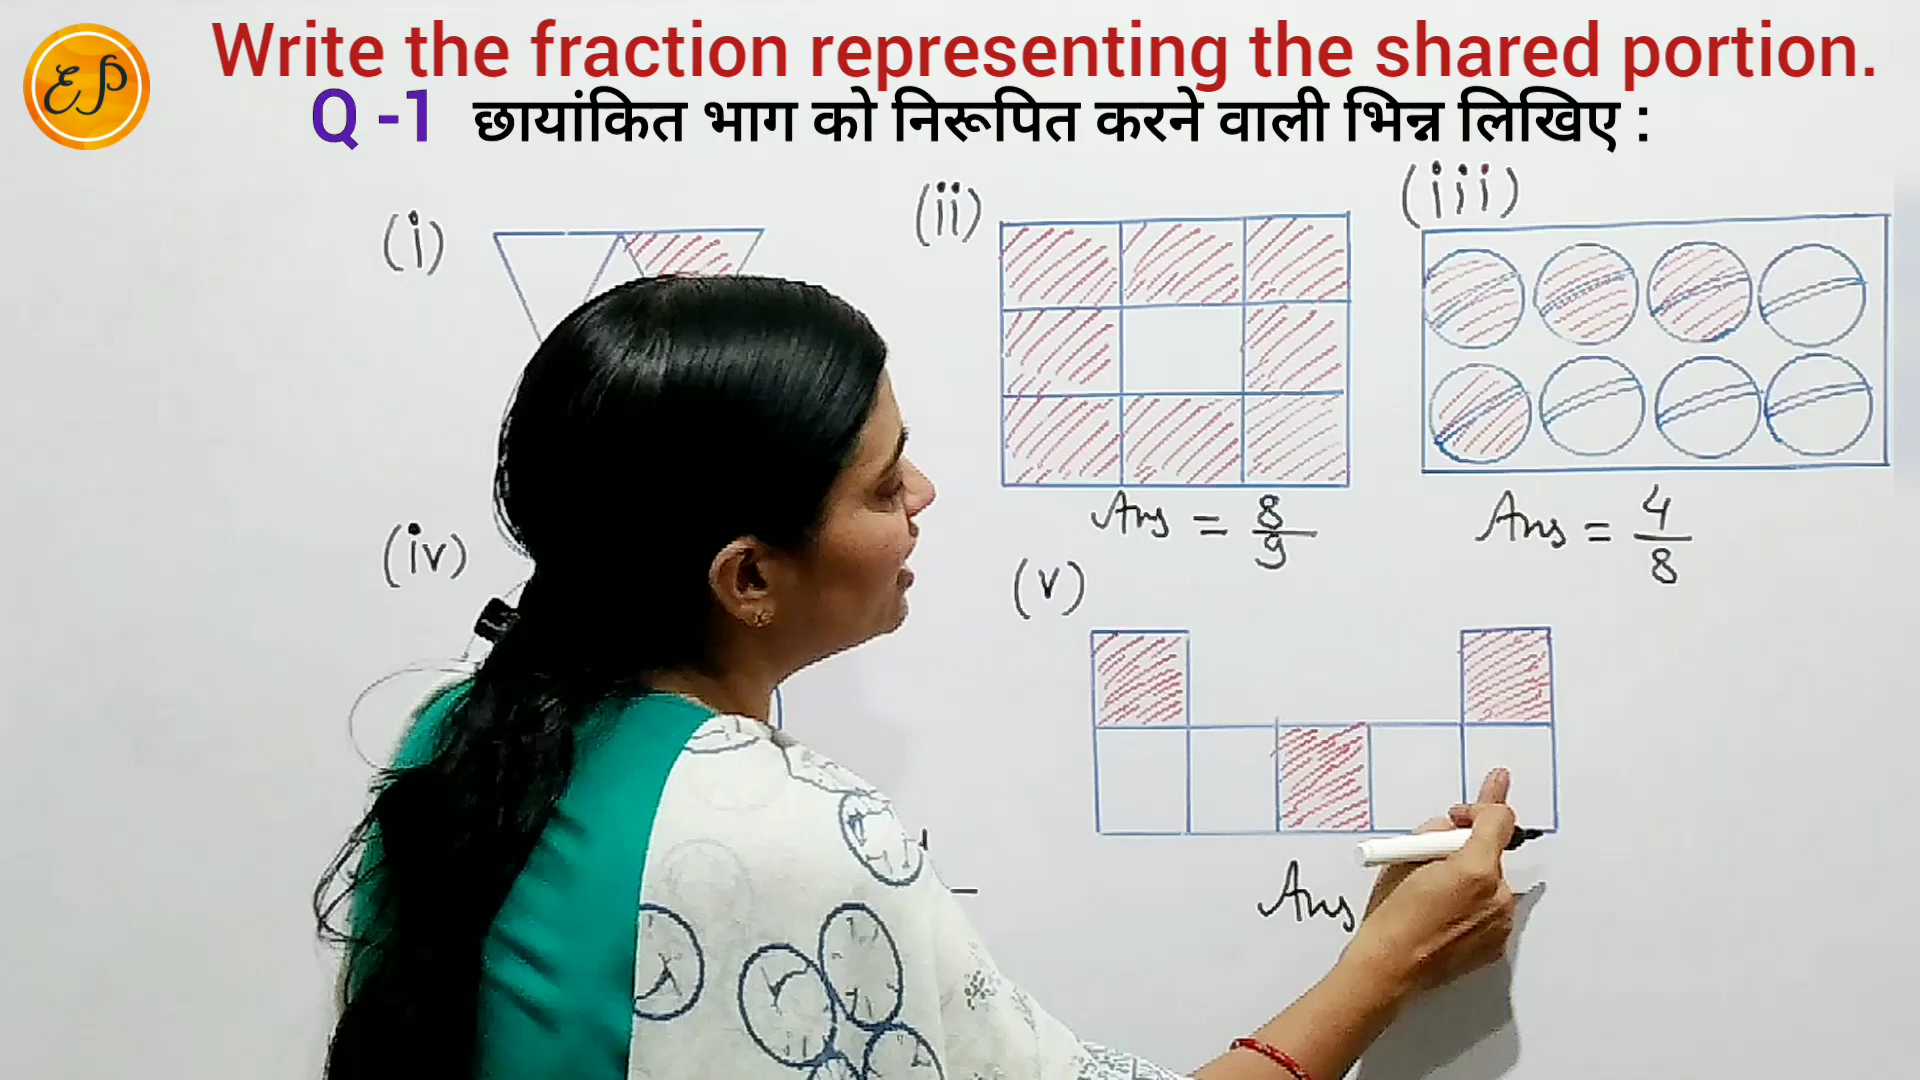 EP
Write the fraction representing the shared portion.
Q -1 छायांकित भाग को निरूपित करने वाली भिन्न लिखिए :
(i)
(ii)
(iii)
Ans = 8/9
Ans = 4/8
(iv)
(v)
Ans